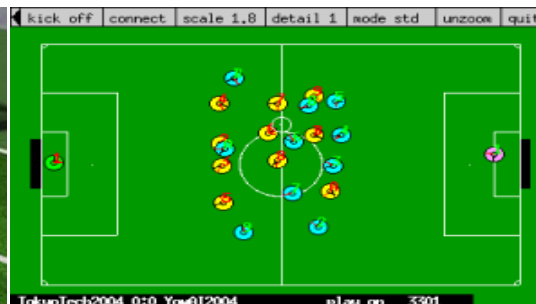 kick off connect scale 1.8 detail 1 mode std unzoom quit
TokyoTech2004 0:0 YowAI2004 play_on 3301